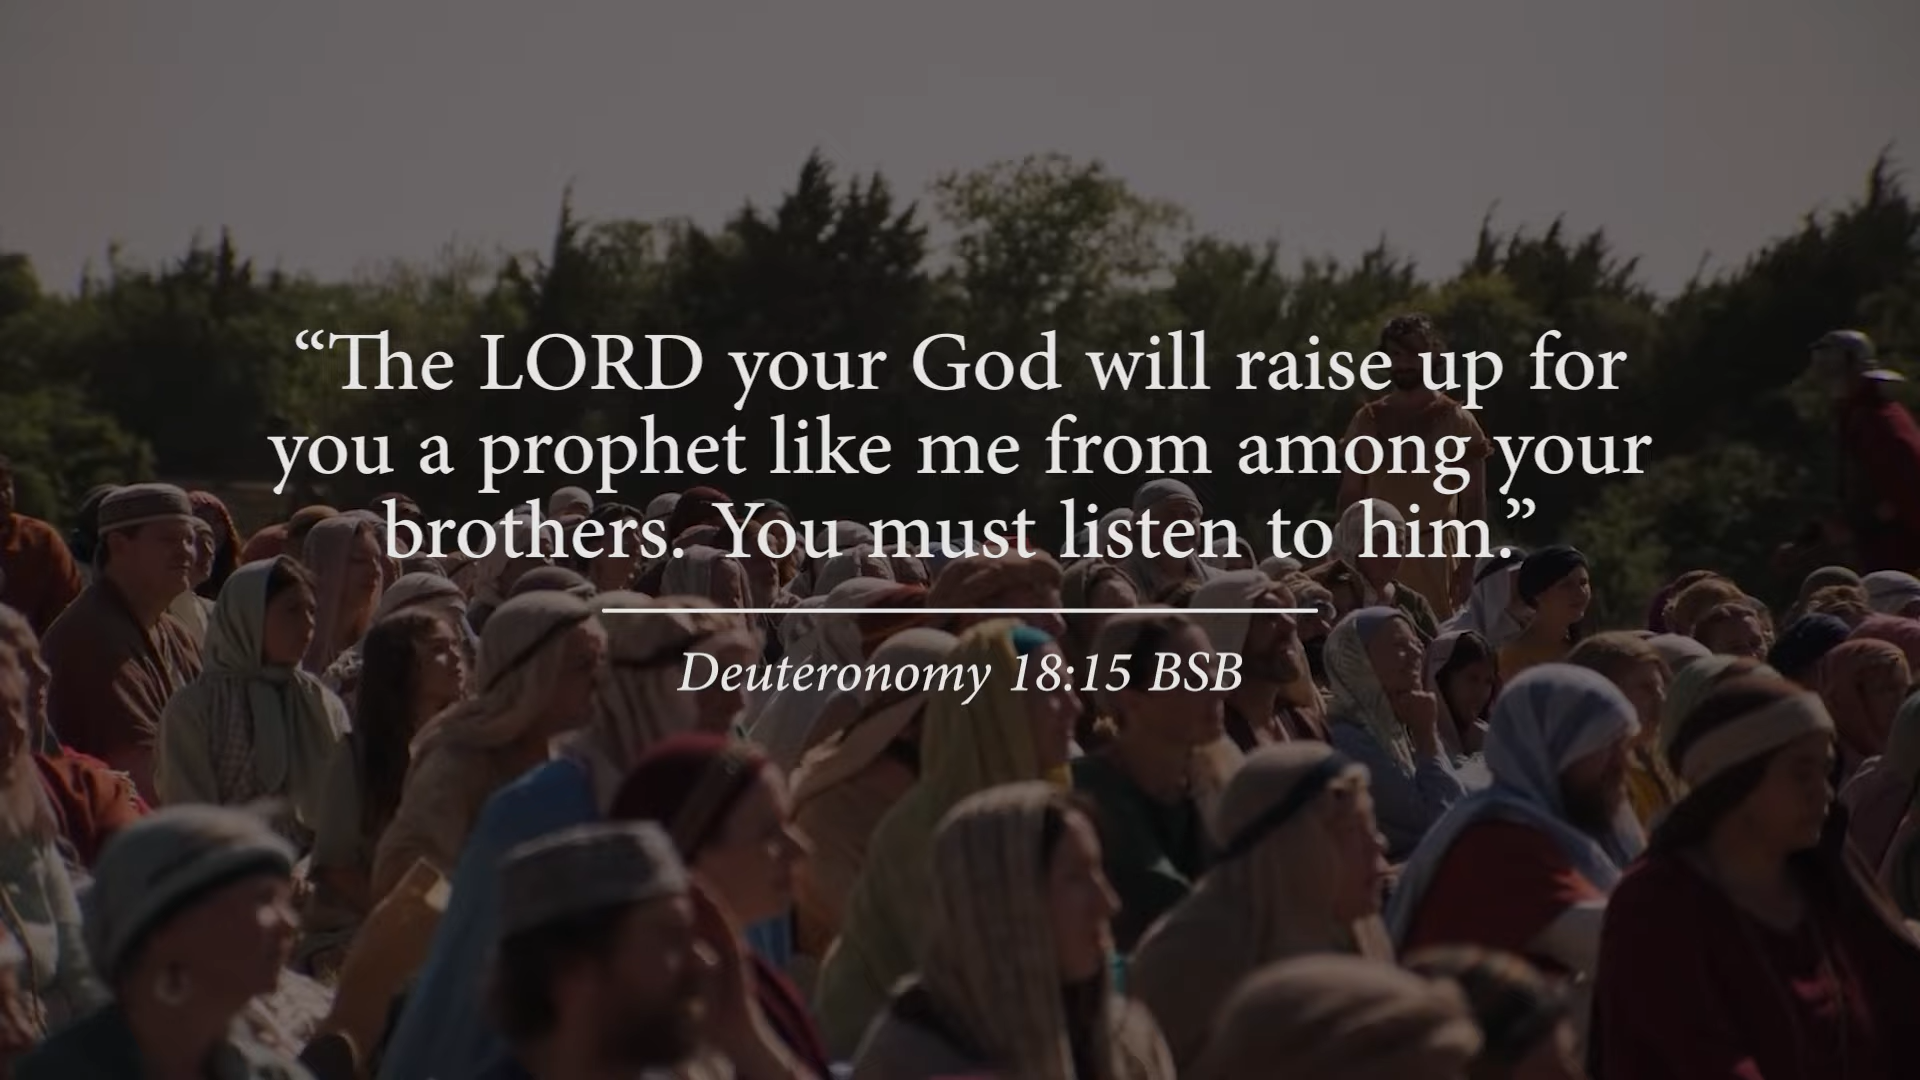 “The LORD your God will raise up for
you a prophet like me from among your
brothers. You must listen to him.”
Deuteronomy 18:15 BSB